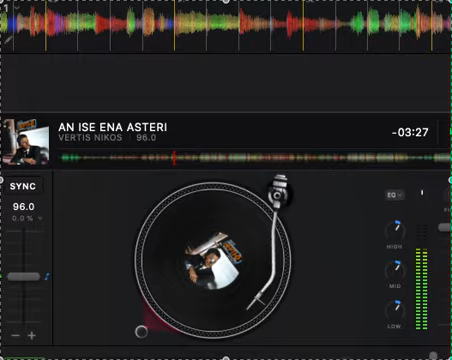 1
AN ISE ENA ASTERI
VERTIS NIKOS 96.0
-03:27
SYNC
96.0
0.0 %
EQ
HIGH
MID
LOW